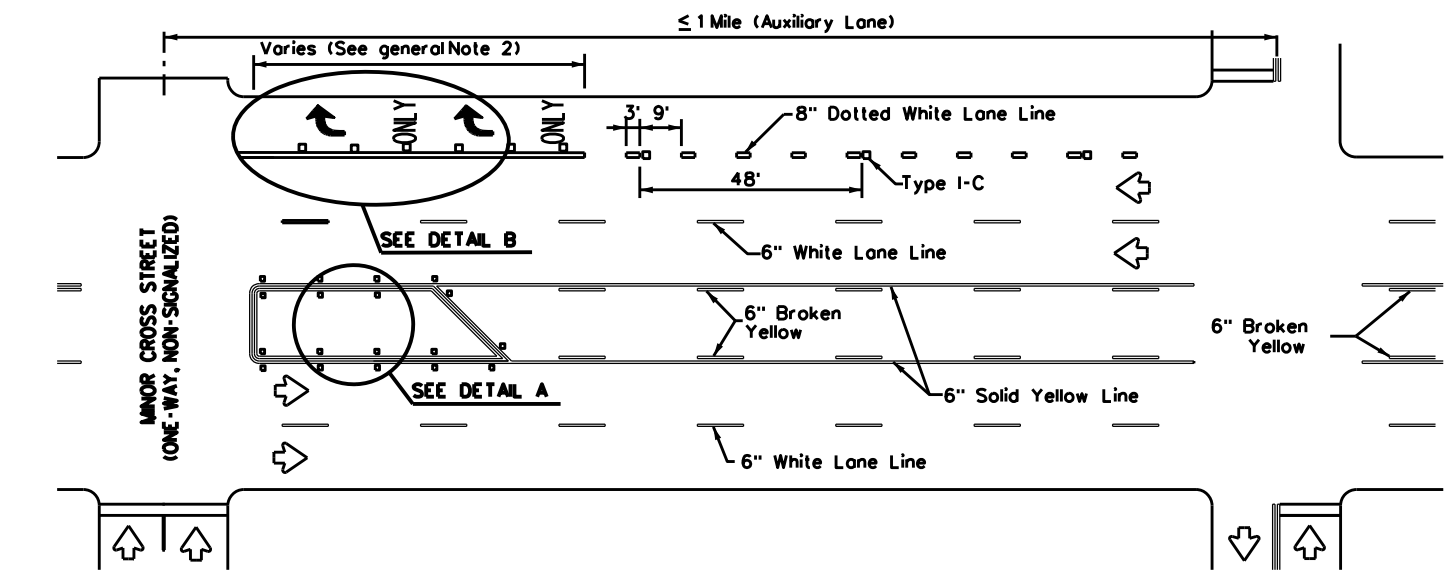 ≤ 1 Mile (Auxiliary Lane)
Varies (See general Note 2)
ONLY
ONLY
3' 9'
8" Dotted White Lane Line
48'
Type I-C
SEE DETAIL B
6" White Lane Line
MINOR CROSS STREET
(ONE-WAY, NON-SIGNALIZED)
6" Broken
Yellow
6" Broken
Yellow
SEE DETAIL A
6" Solid Yellow Line
6" White Lane Line